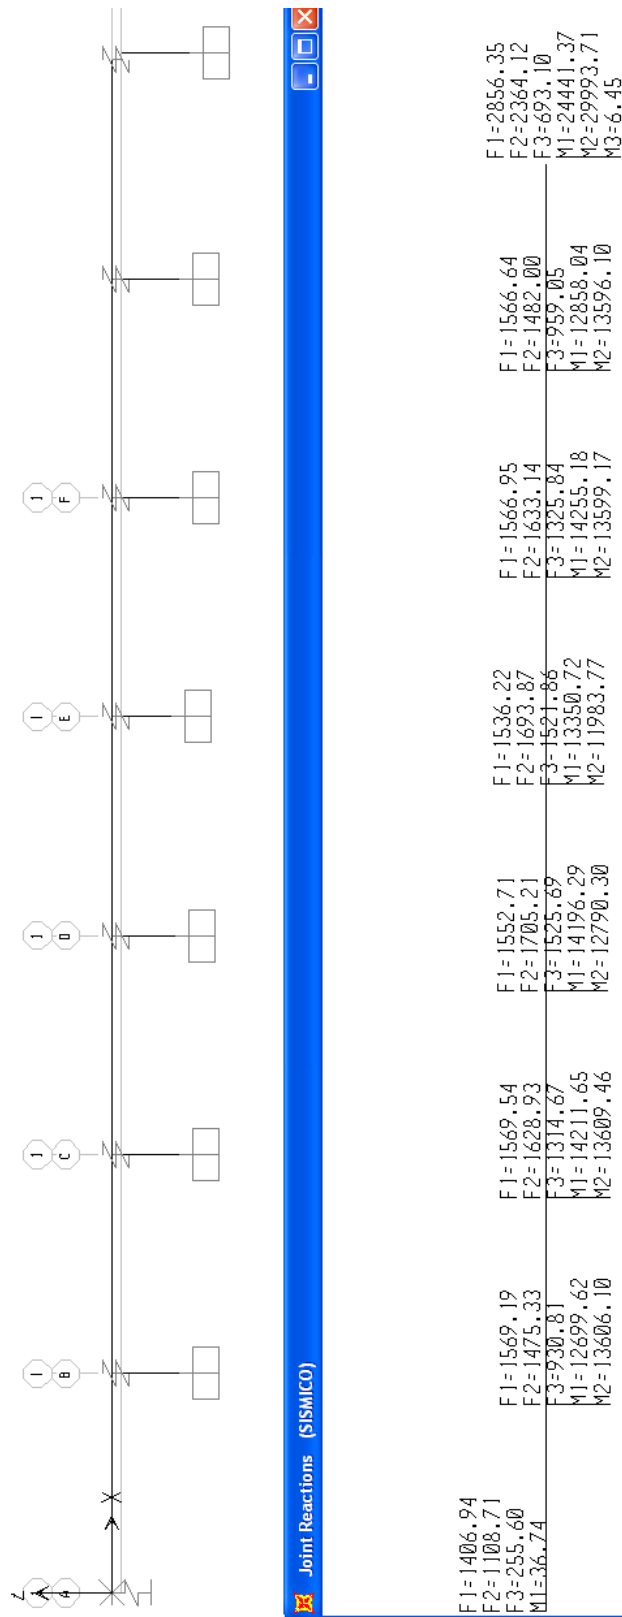 Z
A
X
1
B
1
C
1
D
1
E
1
F
Joint Reactions (SISMICO)
F1=1406.94
F2=1108.71
F3=255.60
M1=36.74
F1=1569.19
F2=1475.33
F3=930.81
M1=12699.62
M2=13606.10
F1=1569.54
F2=1628.93
F3=1314.67
M1=14211.65
M2=13609.46
F1=1552.71
F2=1705.21
F3=1525.69
M1=14196.29
M2=12790.30
F1=1536.22
F2=1693.87
F3=1521.86
M1=13350.72
M2=11983.77
F1=1566.95
F2=1633.14
F3=1325.84
M1=14255.18
M2=13599.17
F1=1566.64
F2=1482.00
F3=959.05
M1=12858.04
M2=13596.10
F1=2856.35
F2=2364.12
F3=693.10
M1=24441.37
M2=29993.71
M3=6.45